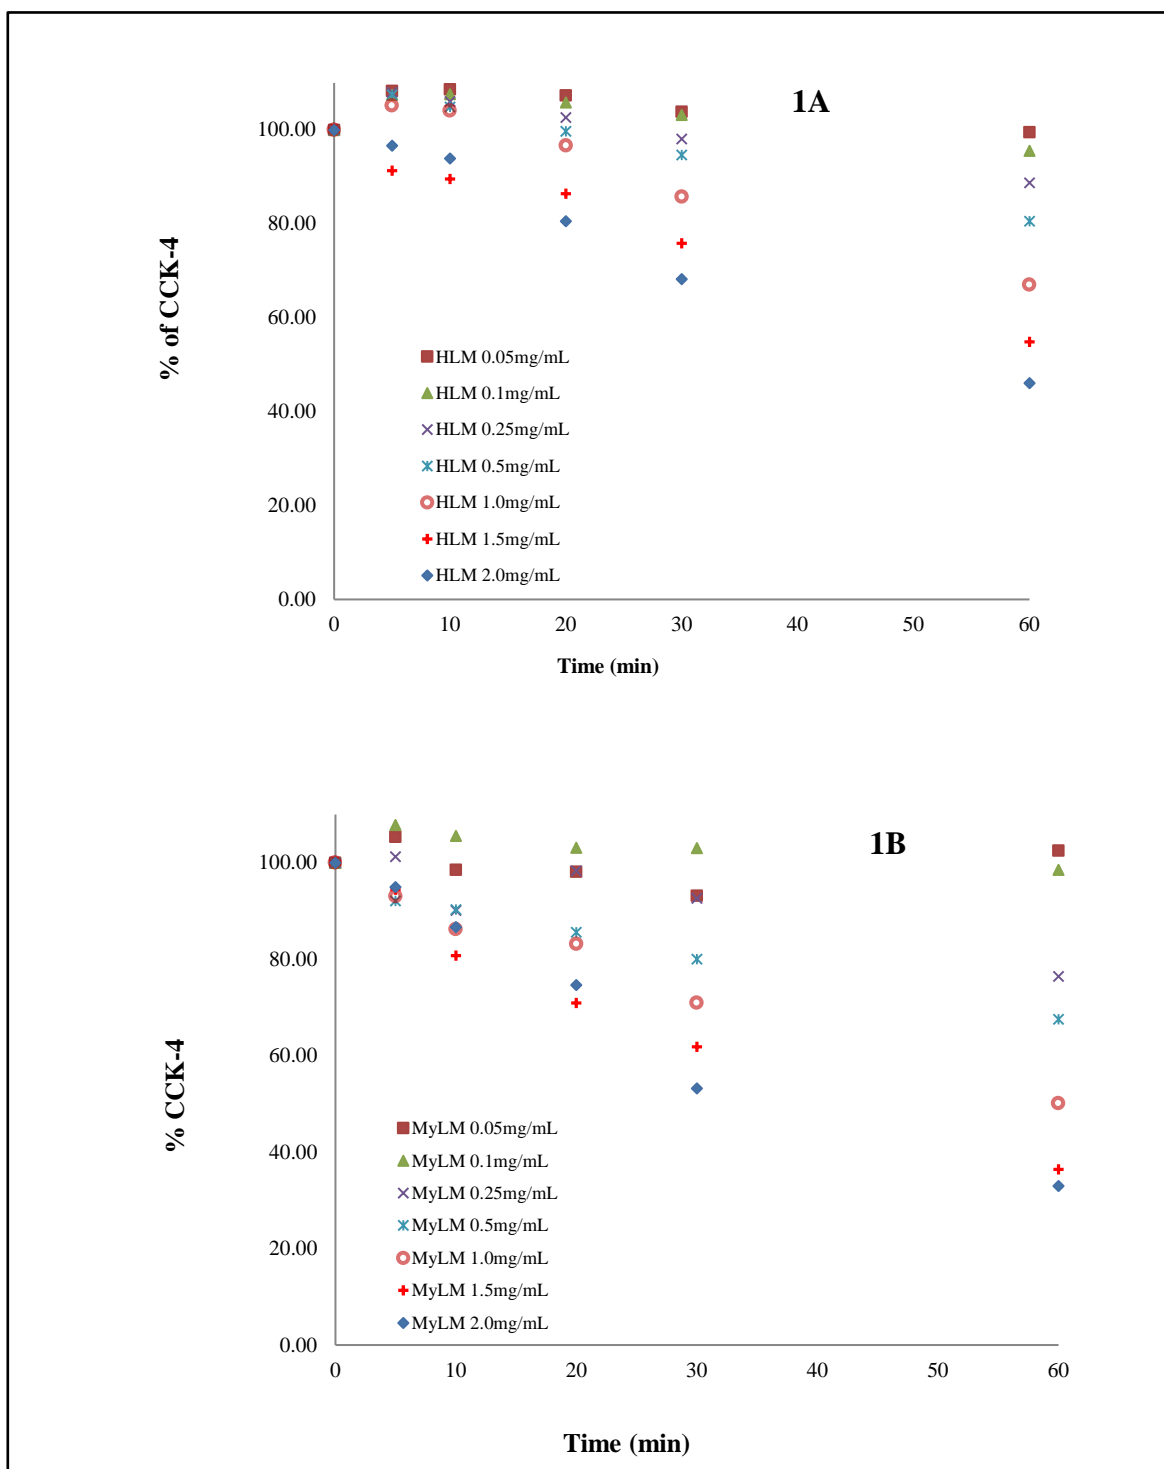 1A
100.00
80.00
60.00
40.00
20.00
0.00
% of CCK-4
HLM 0.05mg/mL
HLM 0.1mg/mL
HLM 0.25mg/mL
HLM 0.5mg/mL
HLM 1.0mg/mL
HLM 1.5mg/mL
HLM 2.0mg/mL
0 10 20 30 40 50 60
Time (min)
1B
100.00
80.00
60.00
40.00
20.00
0.00
% CCK-4
MyLM 0.05mg/mL
MyLM 0.1mg/mL
MyLM 0.25mg/mL
MyLM 0.5mg/mL
MyLM 1.0mg/mL
MyLM 1.5mg/mL
MyLM 2.0mg/mL
0 10 20 30 40 50 60
Time (min)